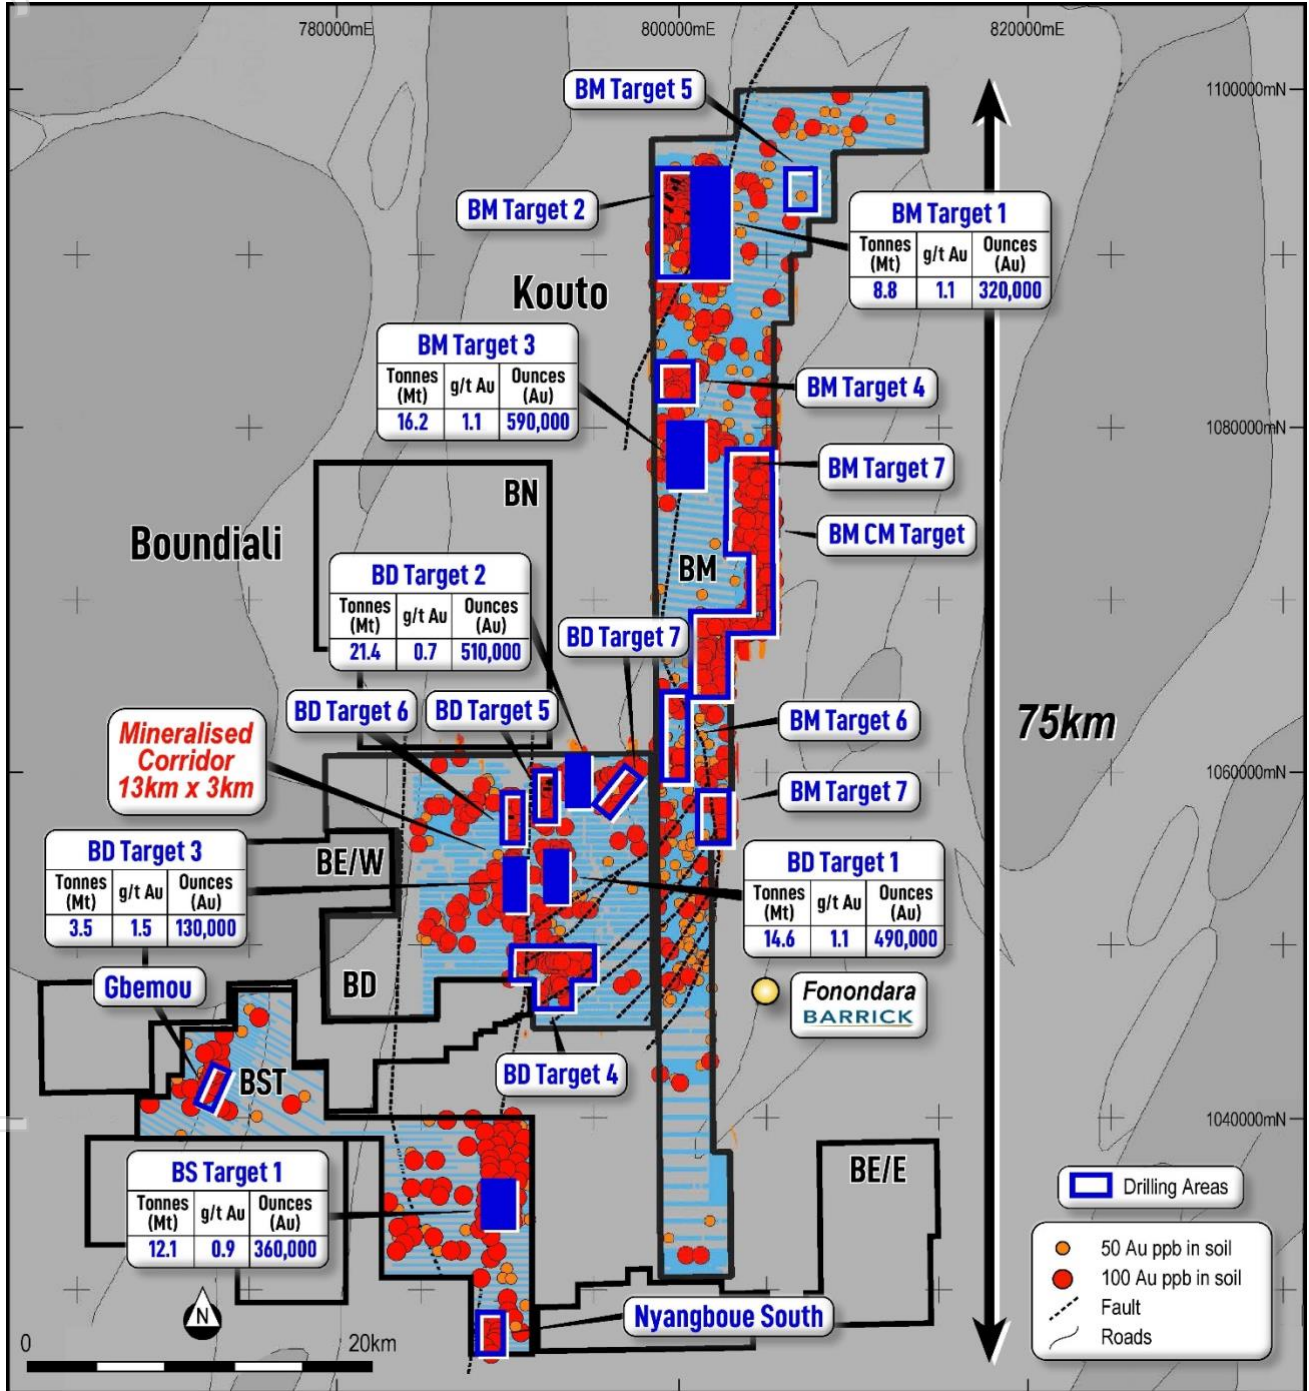 780000mE
800000mE
820000mE
1100000mN
BM Target 5
BM Target 2
BM Target 1
Tonnes (Mt) g/t Au Ounces (Au)
8.8 1.1 320,000
Kouto
BM Target 3
Tonnes (Mt) g/t Au Ounces (Au)
16.2 1.1 590,000
BM Target 4
1080000mN
BM Target 7
BN
BM CM Target
Boundiali
BM
BD Target 2
Tonnes (Mt) g/t Au Ounces (Au)
21.4 0.7 510,000
BD Target 7
BD Target 6
BD Target 5
BM Target 6
75km
Mineralised
Corridor
13km x 3km
1060000mN
BM Target 7
BD Target 3
Tonnes (Mt) g/t Au Ounces (Au)
3.5 1.5 130,000
BE/W
BD Target 1
Tonnes (Mt) g/t Au Ounces (Au)
14.6 1.1 490,000
Gbemou
BD
Fonondara
BARRICK
BST
BD Target 4
1040000mN
BS Target 1
Tonnes (Mt) g/t Au Ounces (Au)
12.1 0.9 360,000
BE/E
Drilling Areas
50 Au ppb in soil
100 Au ppb in soil
Fault
Roads
Nyangboue South
N
0 20km